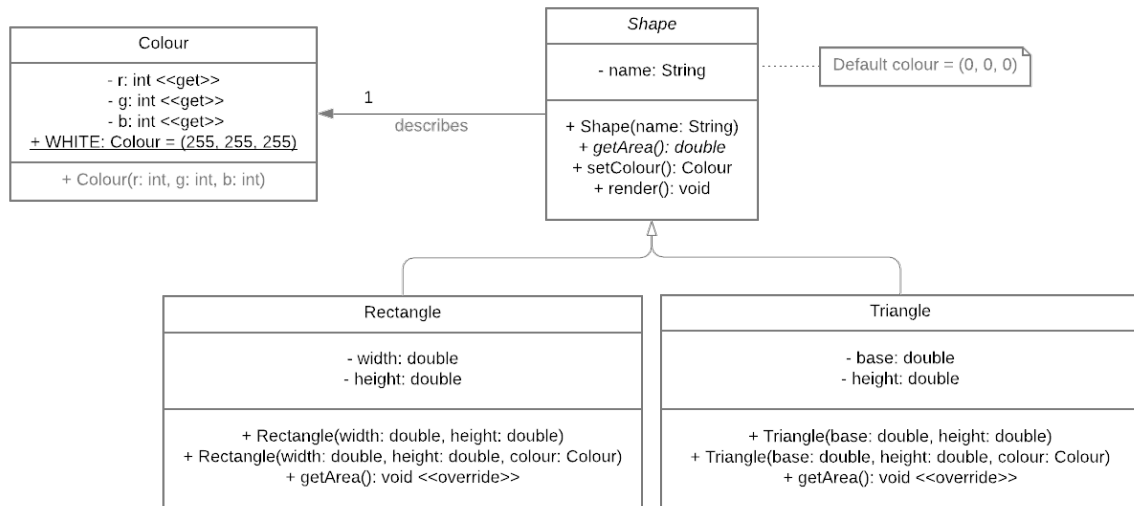 Colour
- r: int <<get>>
- g: int <<get>>
- b: int <<get>>
+ WHITE: Colour = (255, 255, 255)
+ Colour(r: int, g: int, b: int)
1
describes
Shape
- name: String
+ Shape(name: String)
+ getArea(): double
+ setColour(): Colour
+ render(): void
Default colour = (0, 0, 0)
Rectangle
- width: double
- height: double
+ Rectangle(width: double, height: double)
+ Rectangle(width: double, height: double, colour: Colour)
+ getArea(): void <<override>>
Triangle
- base: double
- height: double
+ Triangle(base: double, height: double)
+ Triangle(base: double, height: double, colour: Colour)
+ getArea(): void <<override>>